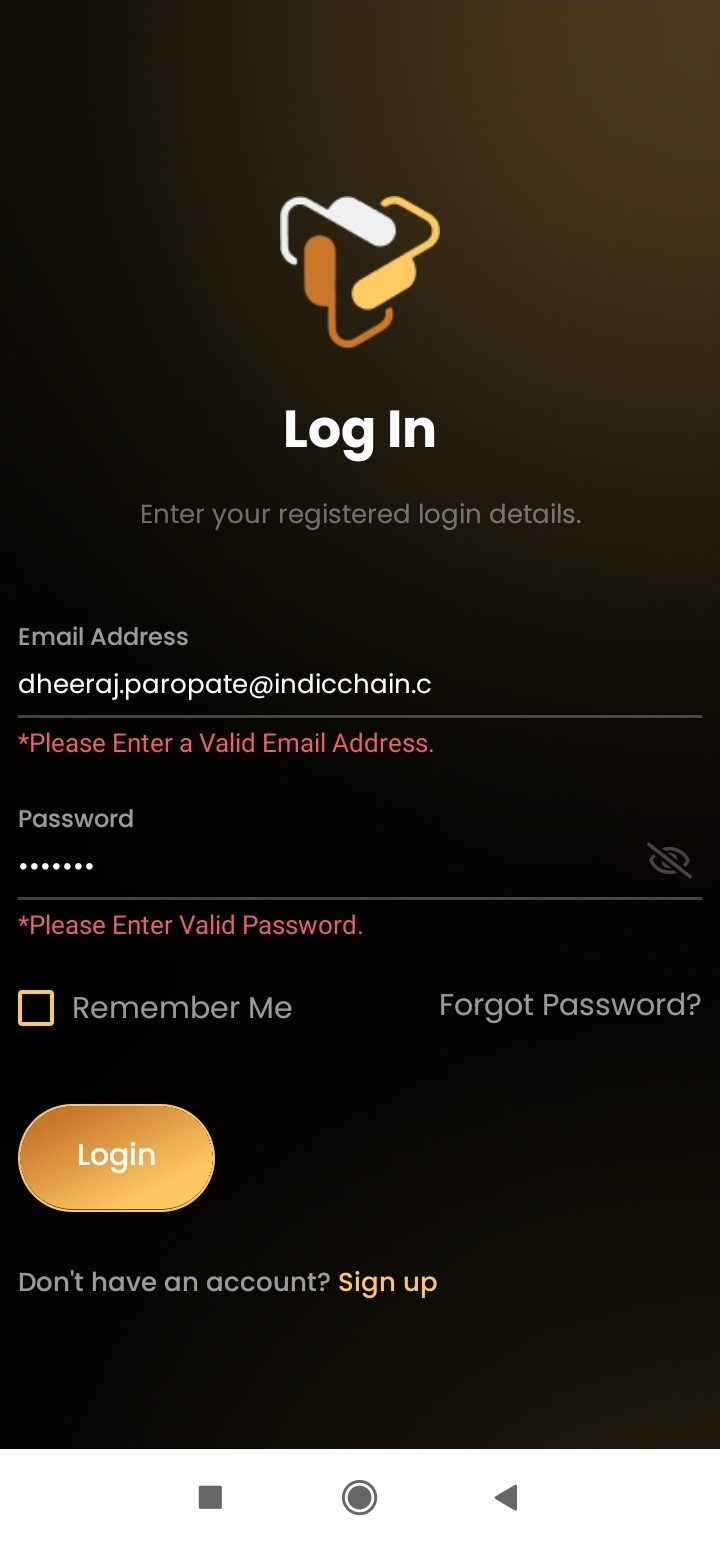 Log In
Enter your registered login details.
Email Address
dheeraj.paropate@indicchain.c
*Please Enter a Valid Email Address.
Password
•••••••
*Please Enter Valid Password.
Remember Me
Forgot Password?
Login
Don't have an account? Sign up